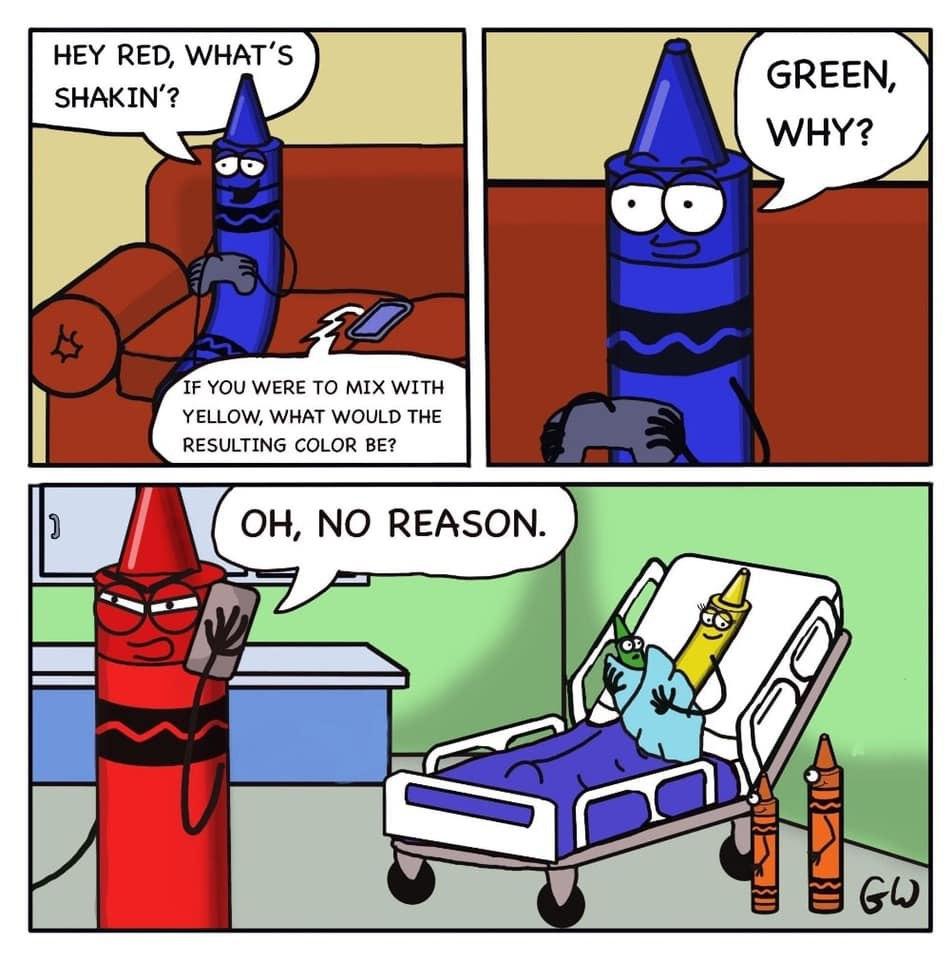 HEY RED, WHAT'S
SHAKIN'?
IF YOU WERE TO MIX WITH
YELLOW, WHAT WOULD THE
RESULTING COLOR BE?
GREEN,
WHY?
OH, NO REASON.
GW